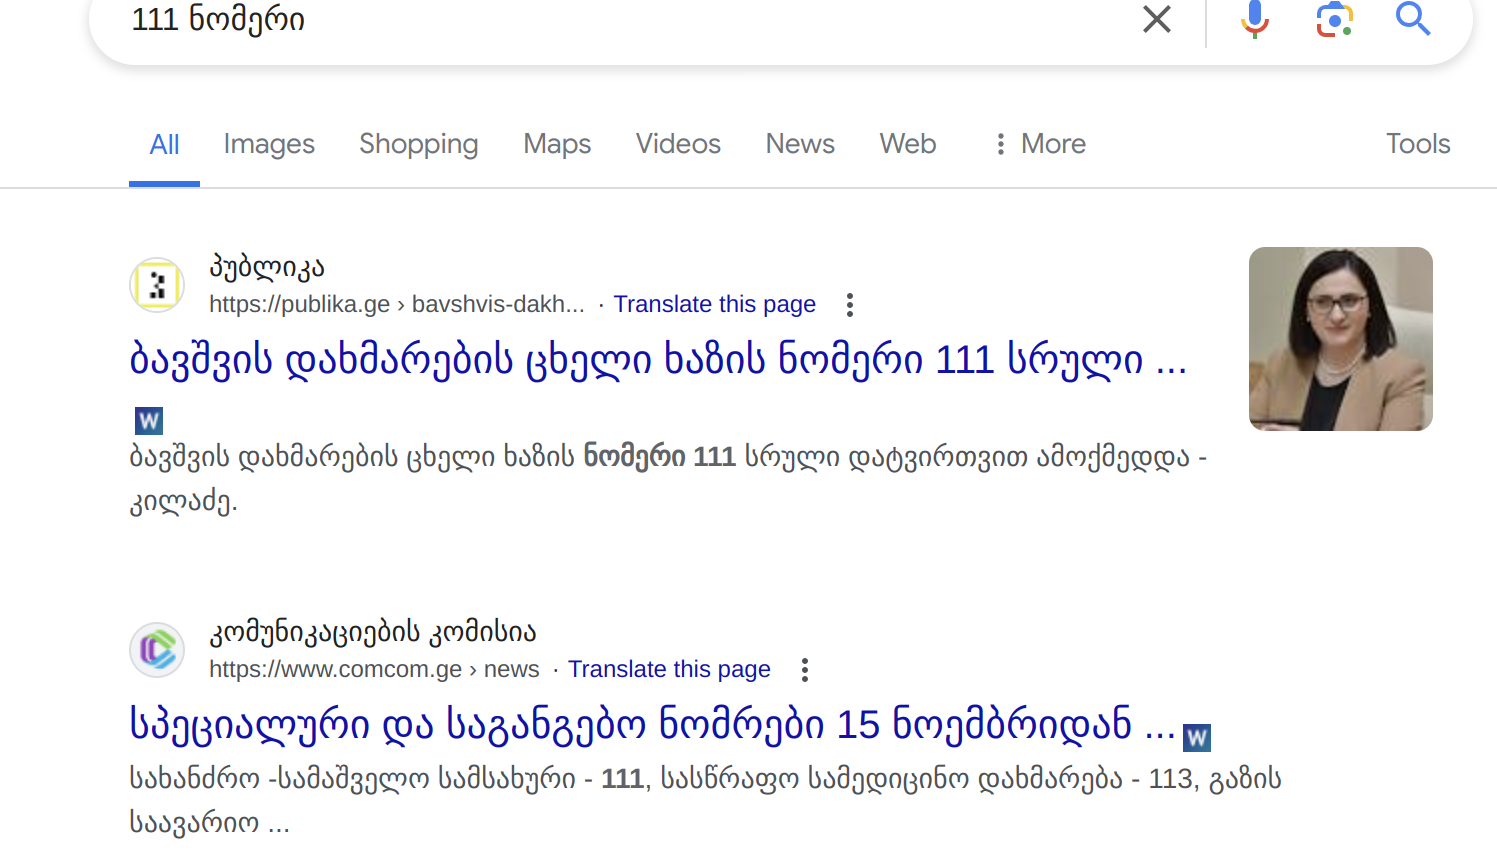 111 ნომერი
All Images Shopping Maps Videos News Web More Tools
პუბლიკა
https://publika.ge › bavshvis-dakh... · Translate this page
ბავშვის დახმარების ცხელი ხაზის ნომერი 111 სრული ...
W
ბავშვის დახმარების ცხელი ხაზის ნომერი 111 სრული დატვირთვით ამოქმედდა -
კილაძე.
კომუნიკაციების კომისია
https://www.comcom.ge › news · Translate this page
სპეციალური და საგანგებო ნომრები 15 ნოემბრიდან ... W
სახანძრო -სამაშველო სამსახური - 111, სასწრაფო სამედიცინო დახმარება - 113, გაზის
საავარიო ...